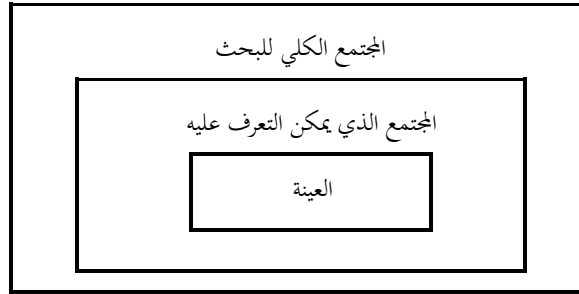 المجتمع الكلي للبحث
المجتمع الذي يمكن التعرف عليه
العينة